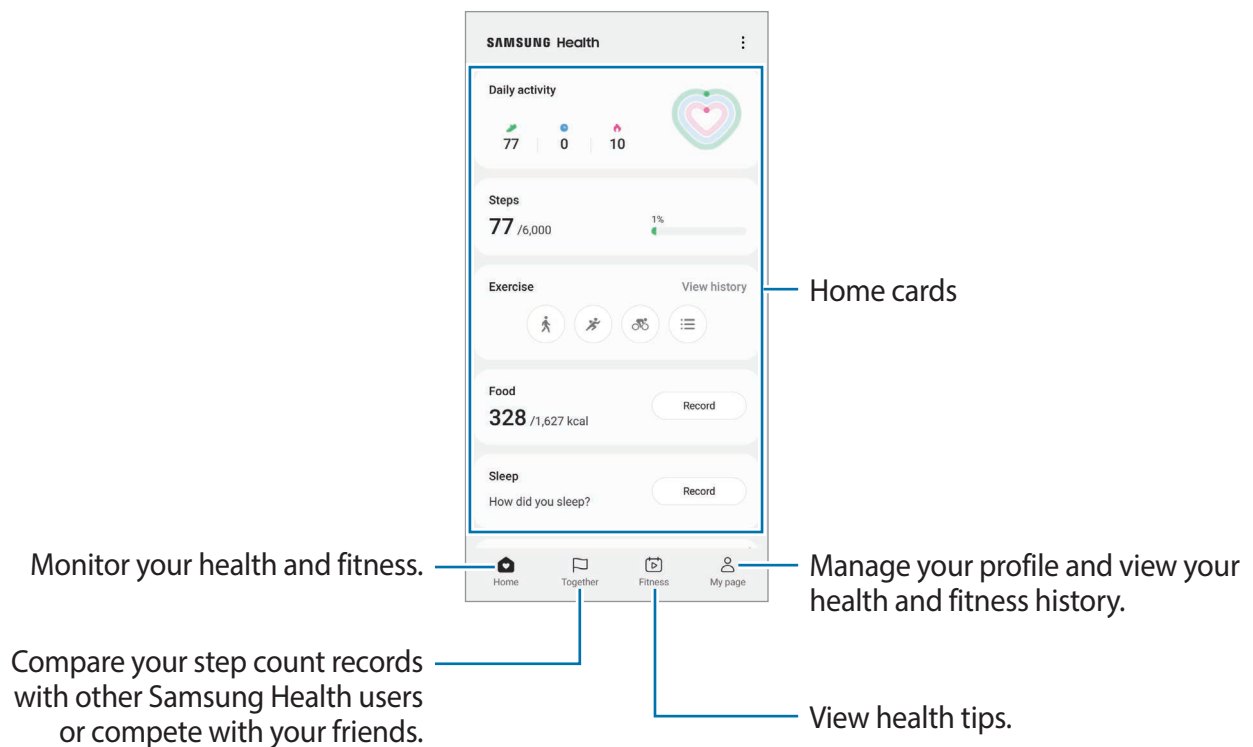 SAMSUNG Health
Daily activity
77 0 10
Steps
77 /6,000
1%
Exercise View history
Home cards
Food
328 /1,627 kcal
Record
Sleep
How did you sleep?
Record
Home Together Fitness My page
Monitor your health and fitness.
Manage your profile and view your
health and fitness history.
Compare your step count records
with other Samsung Health users
or compete with your friends.
View health tips.